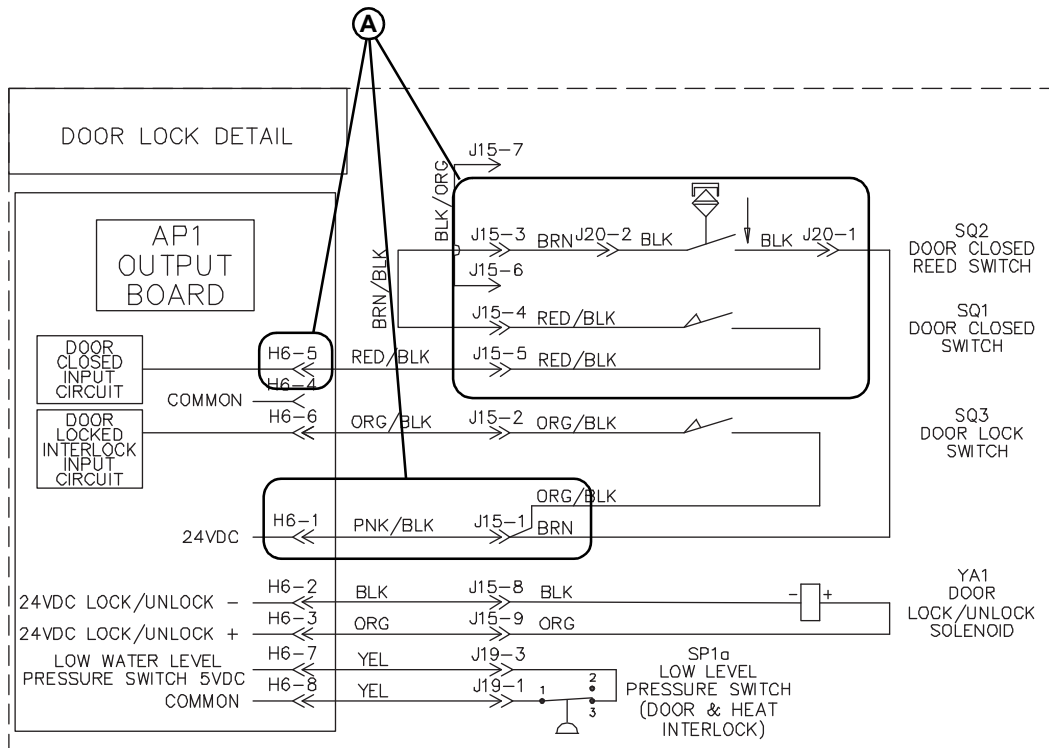 A
DOOR LOCK DETAIL
J15-7
BLK/ORG
AP1
OUTPUT
BOARD
J15-3
BRN
J20-2
BLK
BLK
J20-1
SQ2
DOOR CLOSED
REED SWITCH
J15-6
BRN/BLK
J15-4
RED/BLK
SQ1
DOOR CLOSED
SWITCH
DOOR
CLOSED
INPUT
CIRCUIT
H6-5
RED/BLK
J15-5
RED/BLK
H6-4
COMMON
DOOR
LOCKED
INTERLOCK
INPUT
CIRCUIT
H6-6
ORG/BLK
J15-2
ORG/BLK
SQ3
DOOR LOCK
SWITCH
ORG/BLK
24VDC
H6-1
PNK/BLK
J15-1
BRN
24VDC LOCK/UNLOCK -
H6-2
BLK
J15-8
BLK
- +
YA1
DOOR
LOCK/UNLOCK
SOLENOID
24VDC LOCK/UNLOCK +
H6-3
ORG
J15-9
ORG
LOW WATER LEVEL
PRESSURE SWITCH 5VDC
H6-7
YEL
J19-3
COMMON
H6-8
YEL
J19-1
1
2
3
SP1a
LOW LEVEL
PRESSURE SWITCH
(DOOR & HEAT
INTERLOCK)